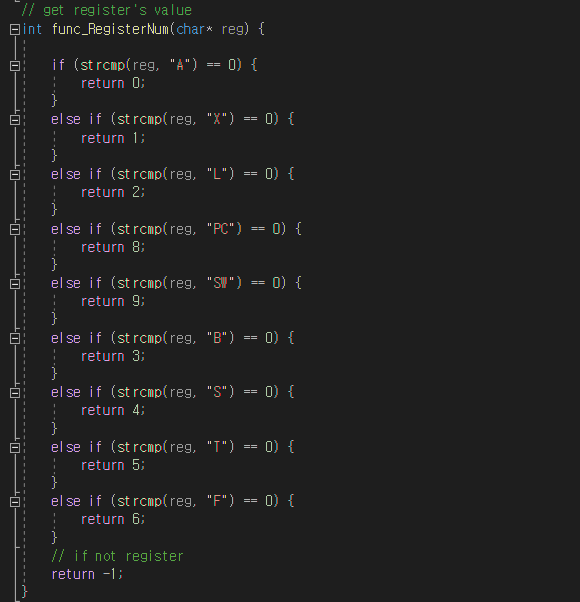 // get register's value
int func_RegisterNum(char* reg) {
if (strcmp(reg, "A") == 0) {
return 0;
}
else if (strcmp(reg, "X") == 0) {
return 1;
}
else if (strcmp(reg, "L") == 0) {
return 2;
}
else if (strcmp(reg, "PC") == 0) {
return 8;
}
else if (strcmp(reg, "SW") == 0) {
return 9;
}
else if (strcmp(reg, "B") == 0) {
return 3;
}
else if (strcmp(reg, "S") == 0) {
return 4;
}
else if (strcmp(reg, "T") == 0) {
return 5;
}
else if (strcmp(reg, "F") == 0) {
return 6;
}
// if not register
return -1;
}